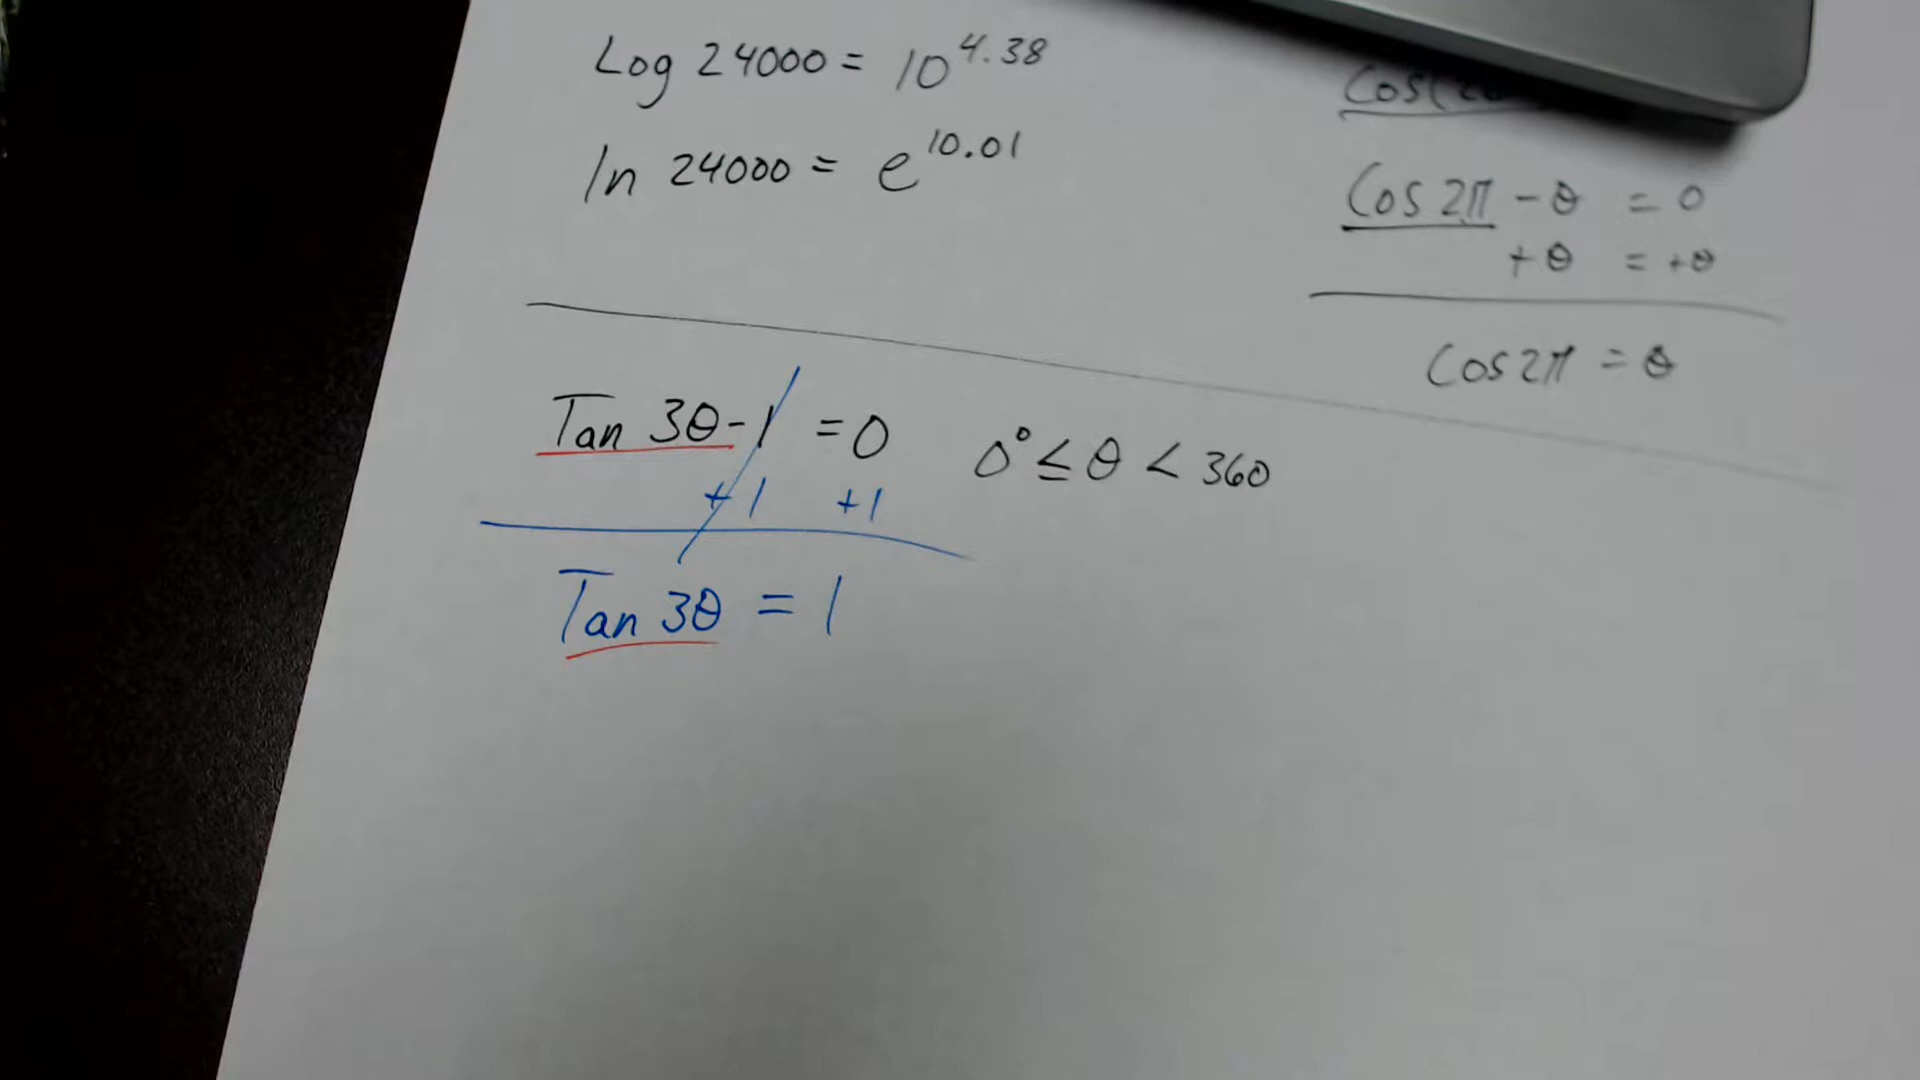 Log 24000 = 10^4.38
ln 24000 = e^10.01
Cos(
Cos 2π - θ = 0
+ θ = +θ
Cos 2π = θ
Tan 3θ - 1 = 0 0° ≤ θ < 360
+1 +1
Tan 3θ = 1